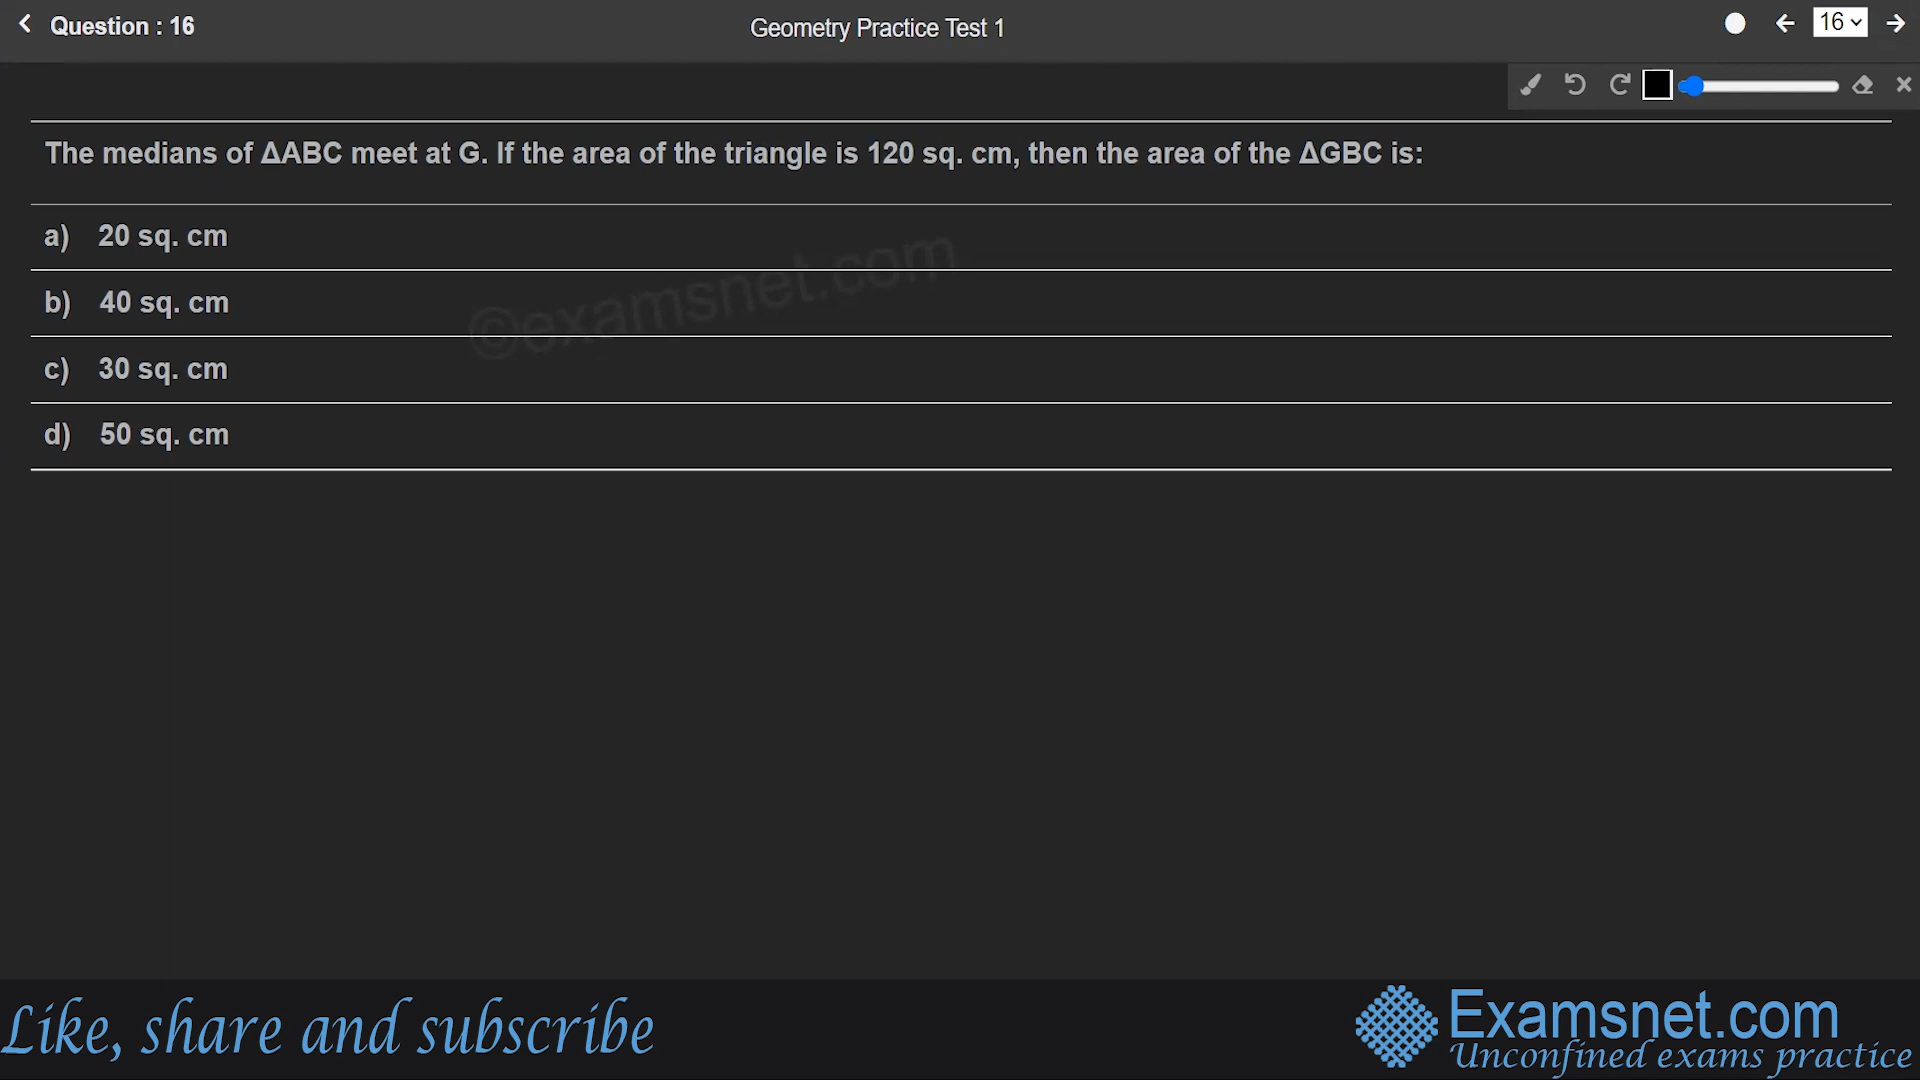 Question : 16
Geometry Practice Test 1
16
The medians of ΔABC meet at G. If the area of the triangle is 120 sq. cm, then the area of the ΔGBC is:
a) 20 sq. cm
©examsnet.com
b) 40 sq. cm
c) 30 sq. cm
d) 50 sq. cm
Like, share and subscribe
Examsnet.com
Unconfined exams practice